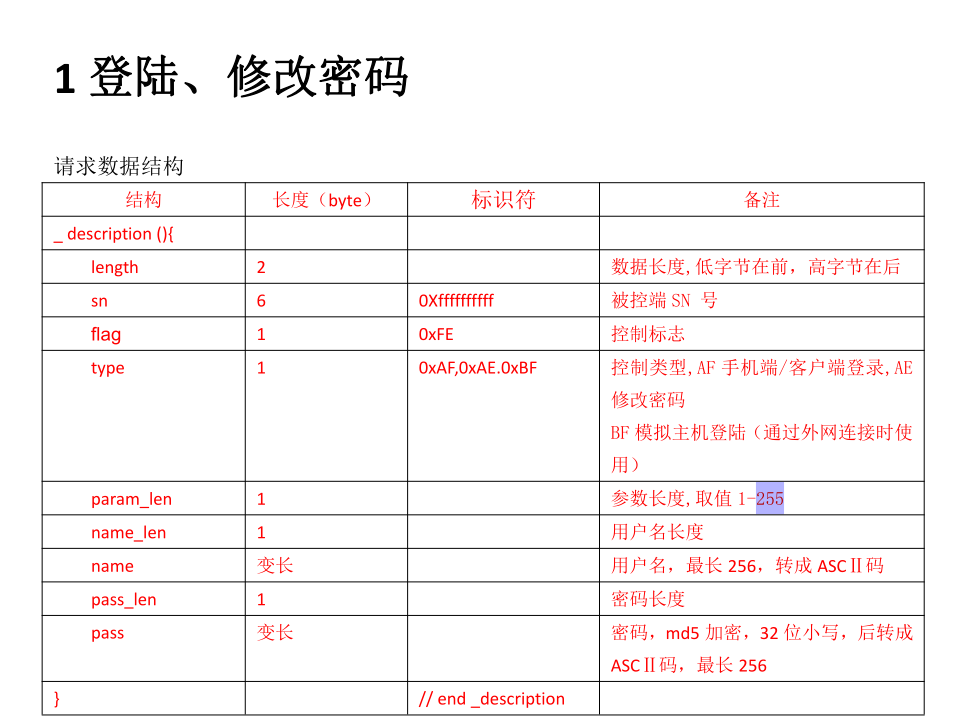 1 登陆、修改密码
请求数据结构
结构 长度（byte） 标识符 备注
_ description (){
length 2 数据长度,低字节在前，高字节在后
sn 6 0Xffffffffff 被控端 SN 号
flag 1 0xFE 控制标志
type 1 0xAF,0xAE.0xBF 控制类型,AF 手机端/客户端登录,AE
修改密码
BF 模拟主机登陆（通过外网连接时使
用）
param_len 1 参数长度,取值 1-255
name_len 1 用户名长度
name 变长 用户名，最长 256，转成 ASCⅡ码
pass_len 1 密码长度
pass 变长 密码，md5 加密，32 位小写，后转成
ASCⅡ码，最长 256
} // end _description